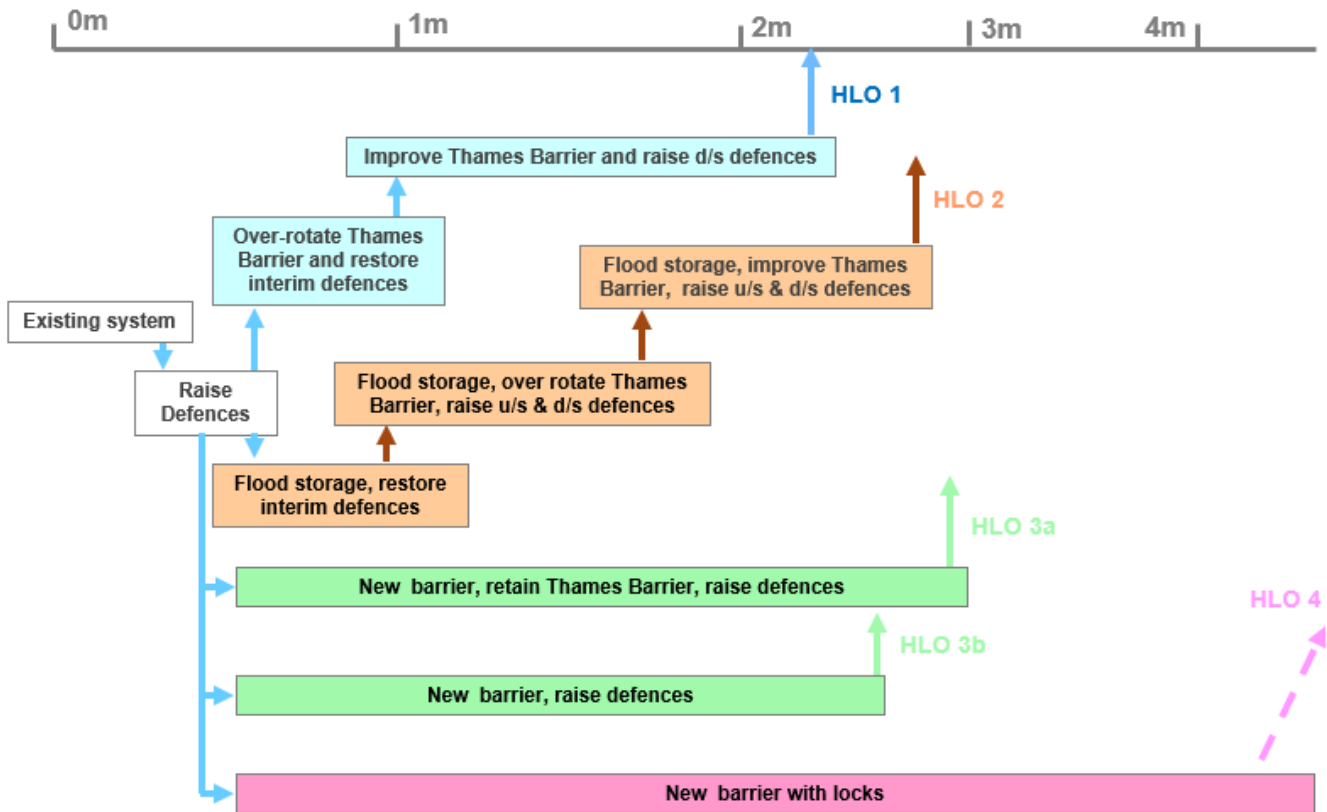 0m
1m
2m
3m
4m
HLO 1
Improve Thames Barrier and raise d/s defences
HLO 2
Over-rotate Thames
Barrier and restore
interim defences
Flood storage, improve Thames
Barrier, raise u/s & d/s defences
Existing system
Raise
Defences
Flood storage, over rotate Thames
Barrier, raise u/s & d/s defences
Flood storage, restore
interim defences
HLO 3a
New barrier, retain Thames Barrier, raise defences
HLO 4
HLO 3b
New barrier, raise defences
New barrier with locks